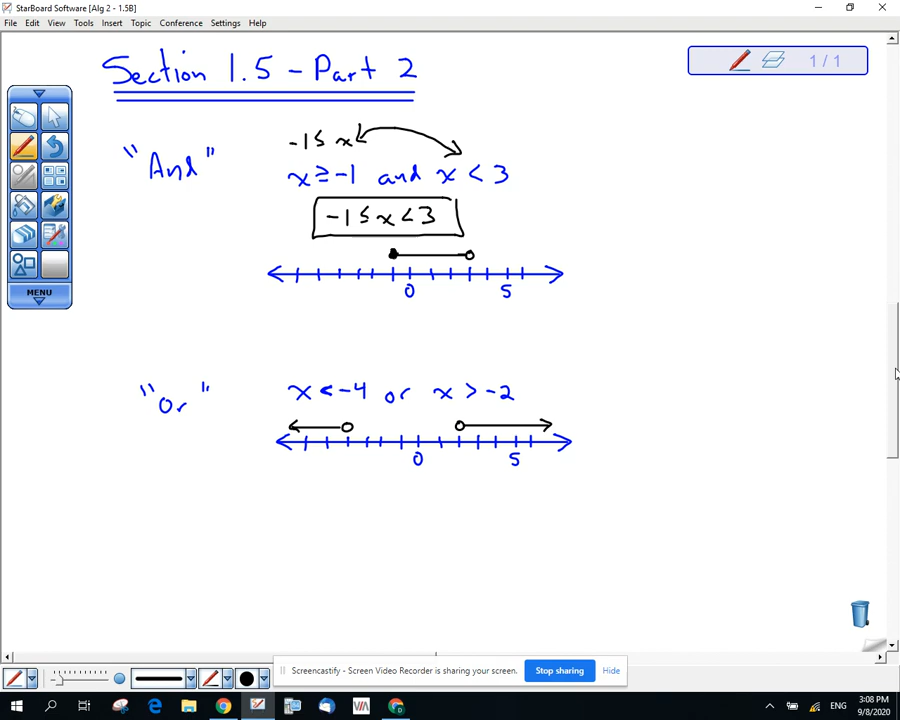 StarBoard Software [Alg 2 - 1.5B]
File Edit View Tools Insert Topic Conference Settings Help
Section 1.5 - Part 2
1/1
-1 ≤ x
"And" x ≥ -1 and x < 3
-1 ≤ x < 3
0 5
MENU
"Or" x < -4 or x > -2
0 5
Screencastify - Screen Video Recorder is sharing your screen. Stop sharing Hide
VIA
ENG
3:08 PM
9/8/2020